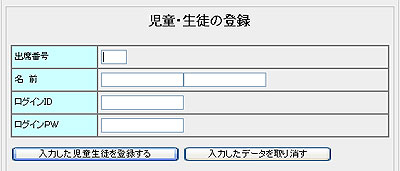 児童・生徒の登録
出席番号
名 前
ログインID
ログインPW
入力した児童生徒を登録する 入力したデータを取り消す